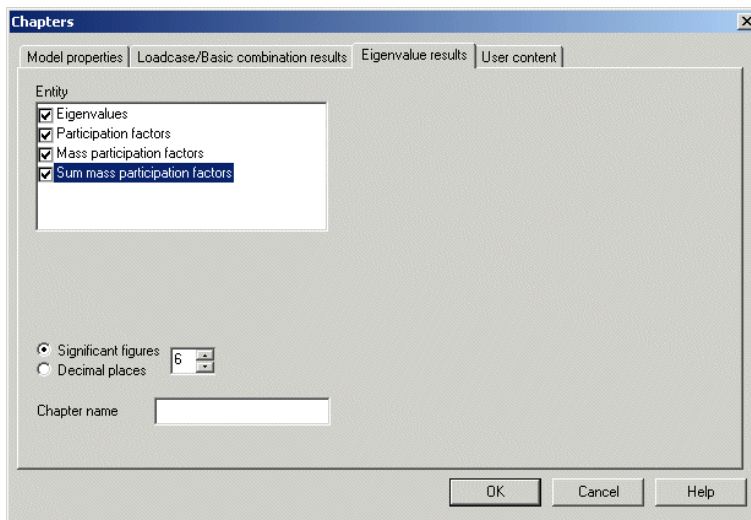 Chapters
Model properties Loadcase/Basic combination results Eigenvalue results User content
Entity
Eigenvalues
Participation factors
Mass participation factors
Sum mass participation factors
Significant figures 6
Decimal places
Chapter name
OK Cancel Help